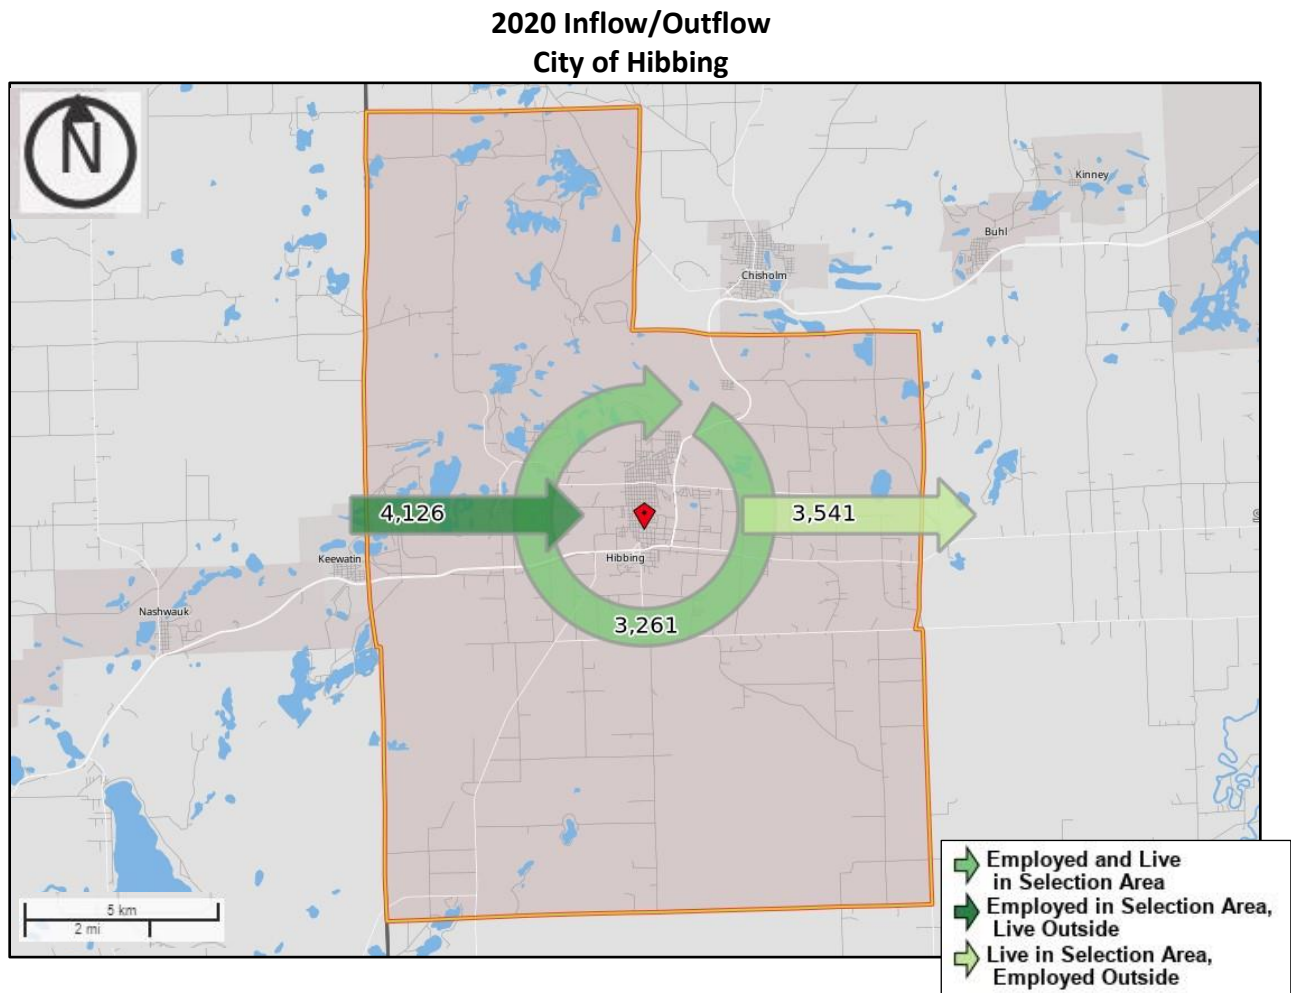 2020 Inflow/Outflow
City of Hibbing
N
Kinney
Buhl
Chisholm
4,126
3,541
Keewatin
Hibbing
Nashwauk
3,261
5 km
2 mi
Employed and Live
in Selection Area
Employed in Selection Area,
Live Outside
Live in Selection Area,
Employed Outside